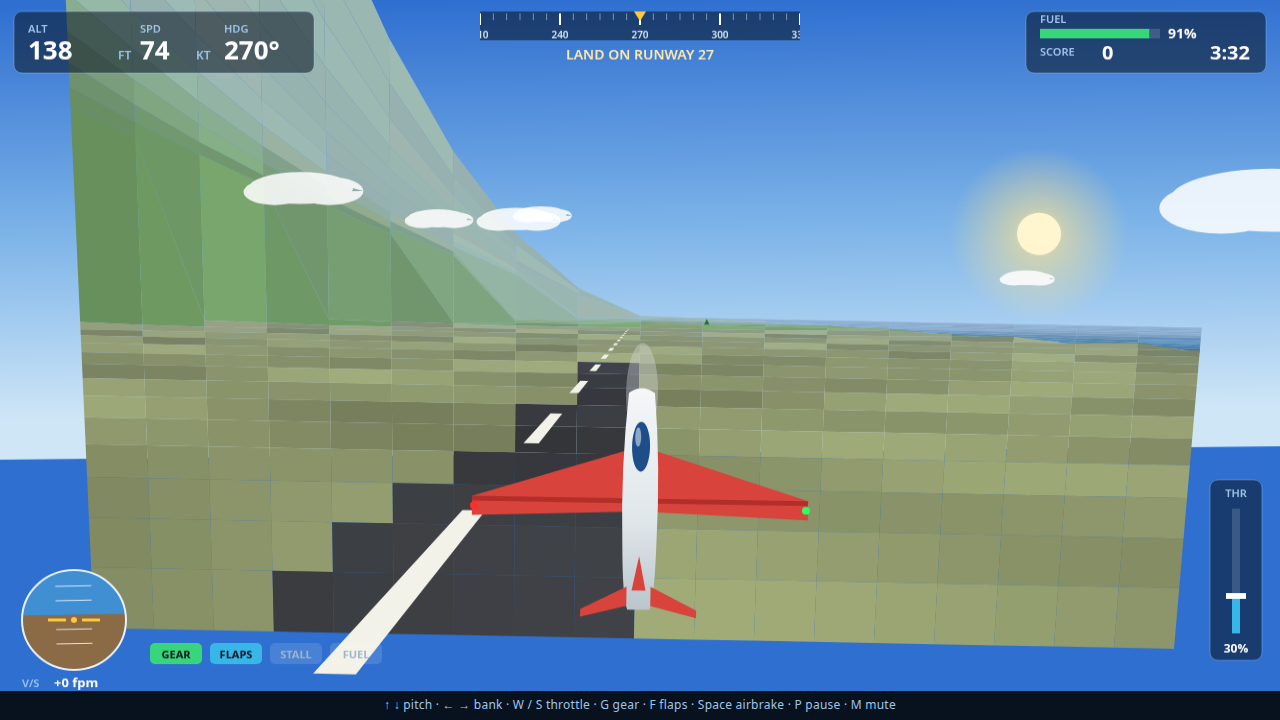 ALT
138 FT
SPD
74 KT
HDG
270°
240 270 300
LAND ON RUNWAY 27
FUEL
91%
SCORE 0 3:32
THR
30%
GEAR FLAPS STALL FUEL
V/S +0 fpm
↑ ↓ pitch · ← → bank · W / S throttle · G gear · F flaps · Space airbrake · P pause · M mute